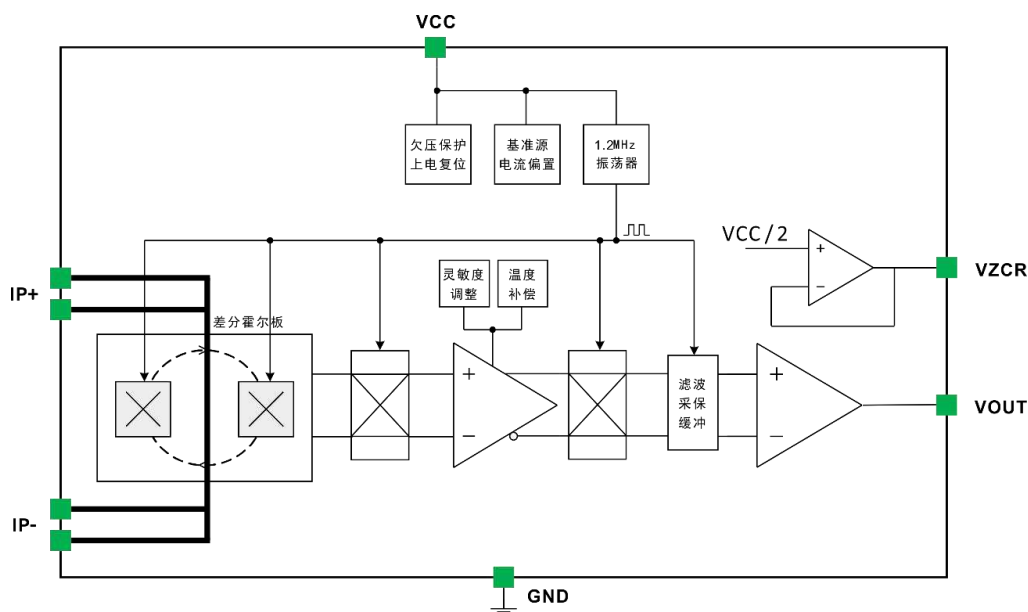 VCC
欠压保护
上电复位
基准源
电流偏置
1.2MHz
振荡器
VCC/2
+
−
VZCR
IP+
灵敏度
调整
温度
补偿
差分霍尔板
+
−
滤波
采保
缓冲
+
−
VOUT
IP-
GND